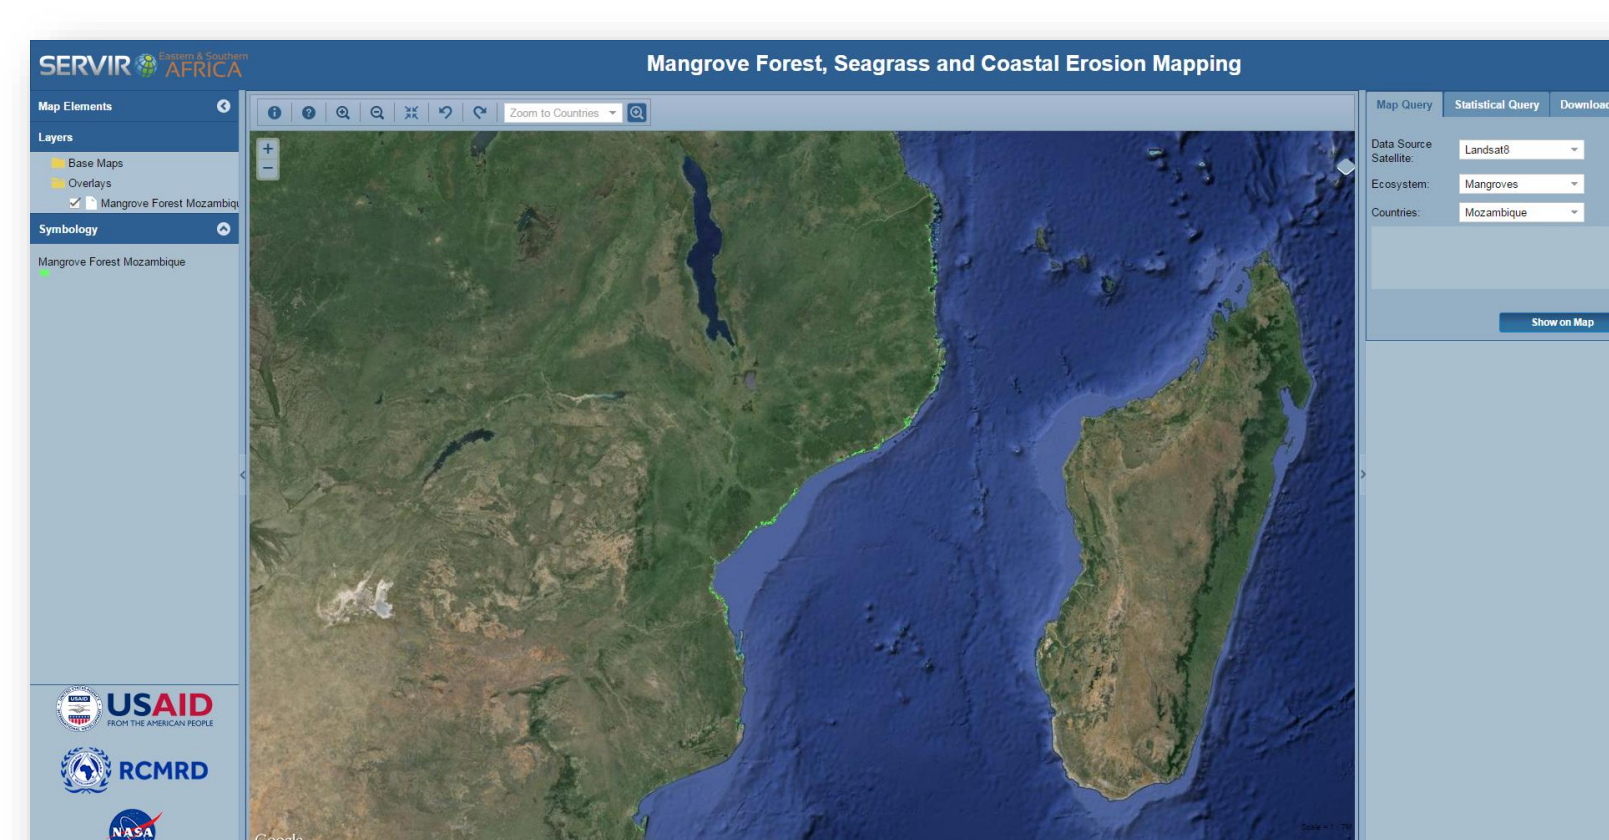 SERVIR Eastern & Southern
AFRICA
Mangrove Forest, Seagrass and Coastal Erosion Mapping
Map Elements
Layers
Base Maps
Overlays
Mangrove Forest Mozambiqu
Symbology
Mangrove Forest Mozambique
Zoom to Countries
Map Query
Statistical Query
Download
Data Source
Satellite:
Landsat8
Ecosystem:
Mangroves
Countries:
Mozambique
Show on Map
USAID
FROM THE AMERICAN PEOPLE
RCMRD
NASA
Google